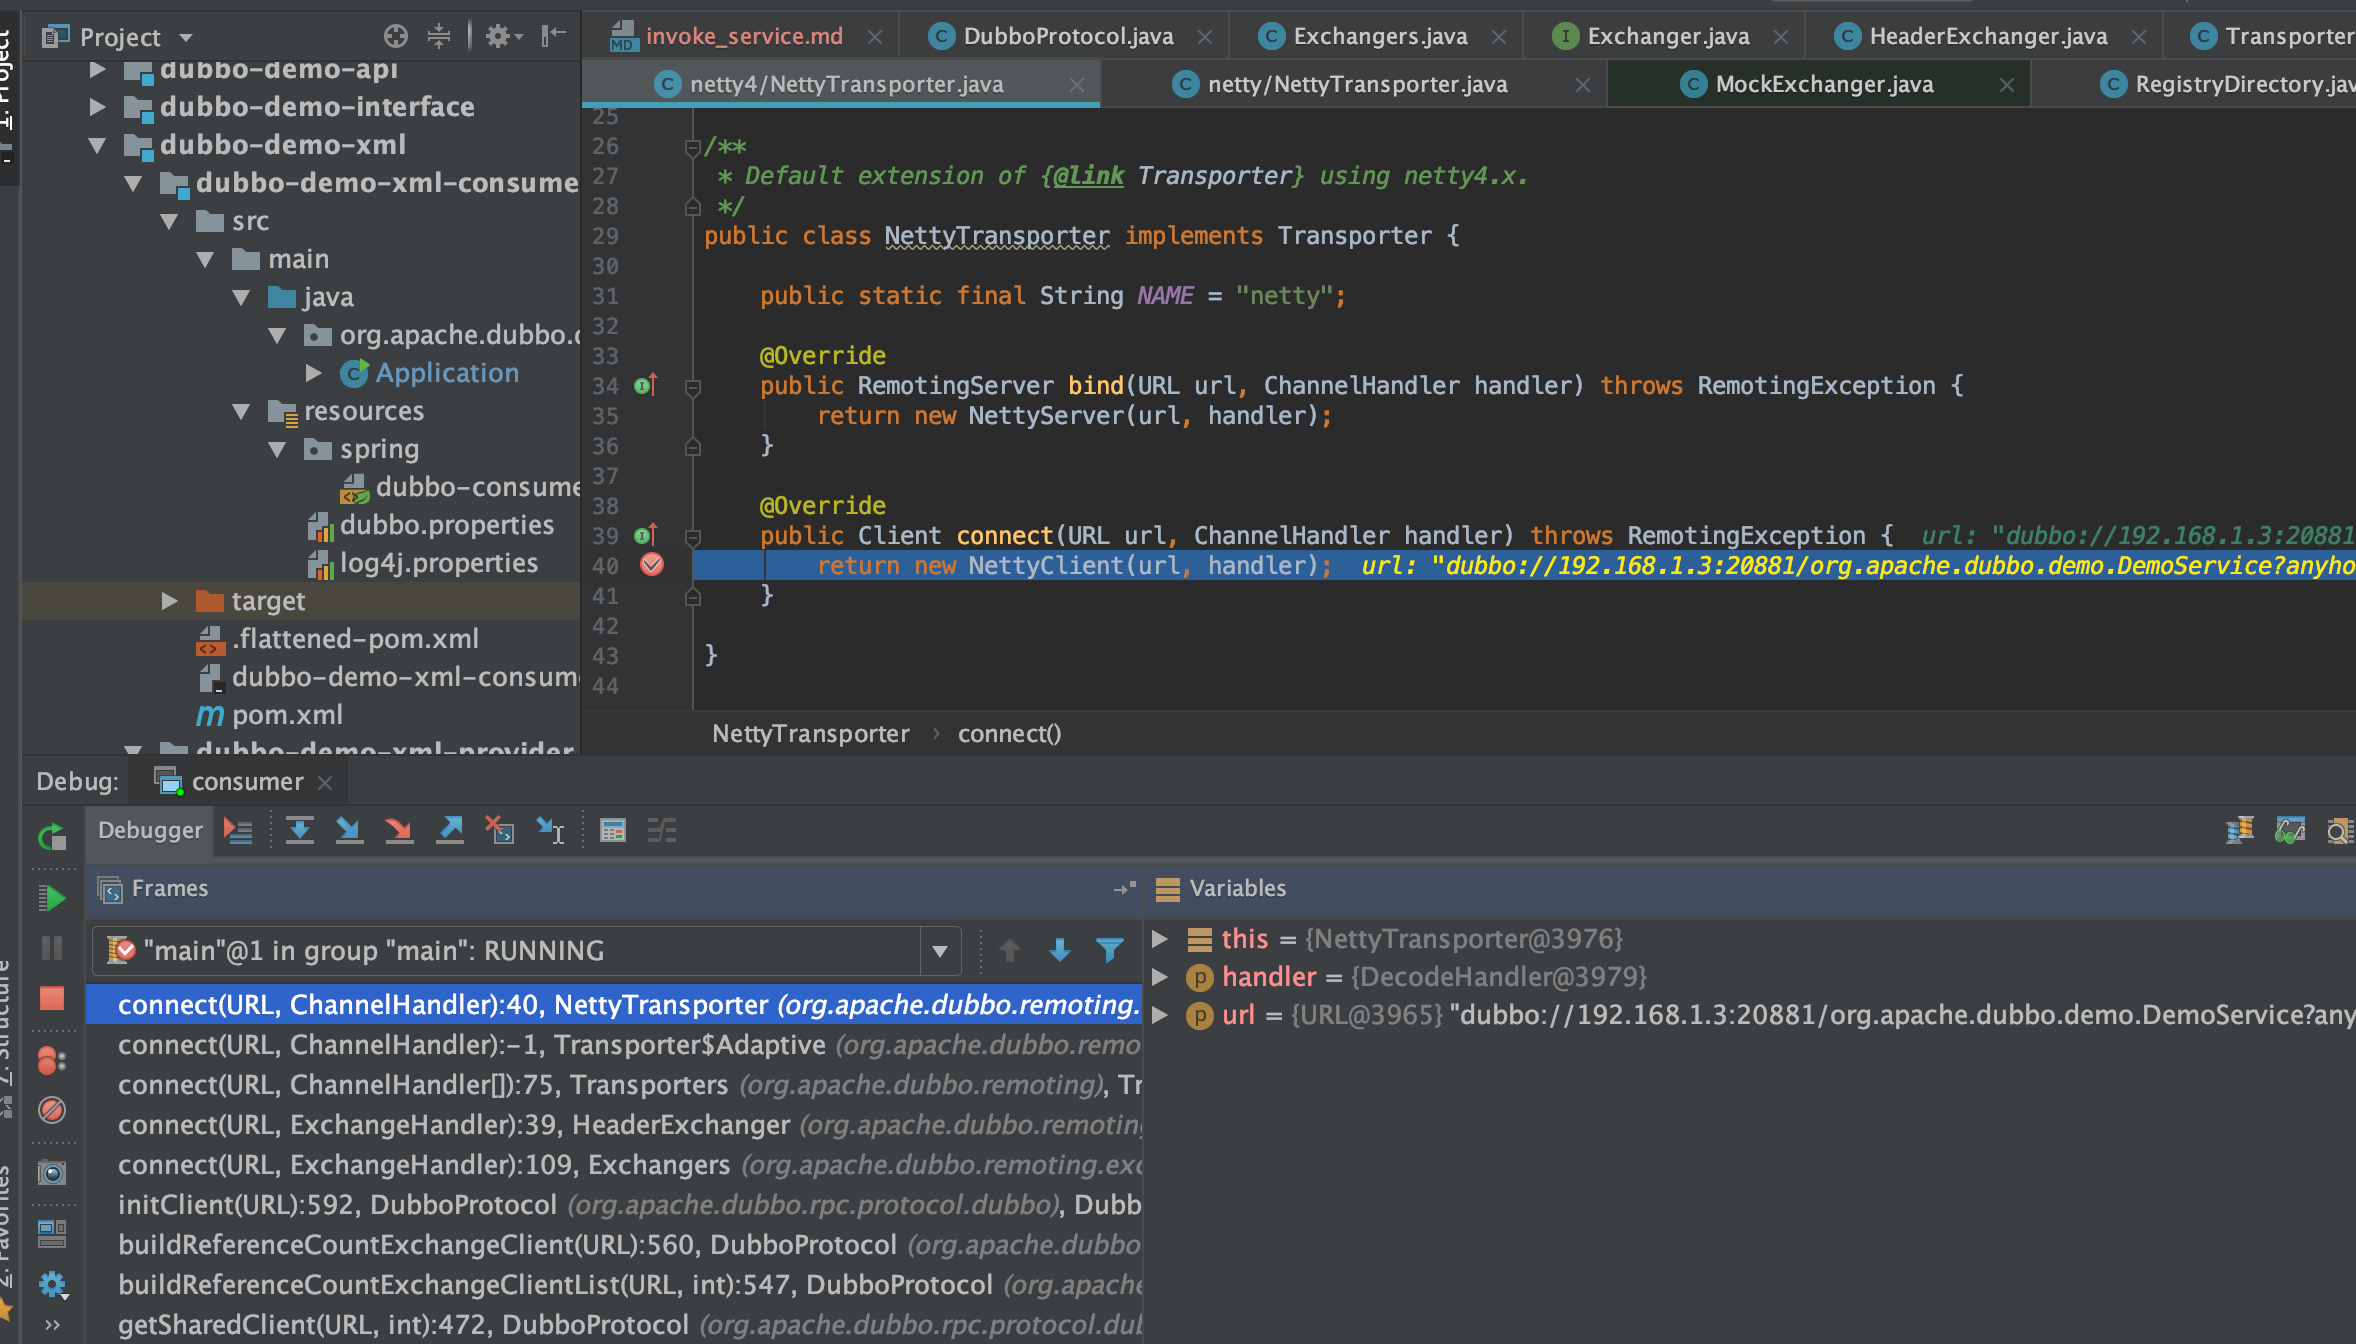 Project
1: Project
dubbo-demo-api
dubbo-demo-interface
dubbo-demo-xml
dubbo-demo-xml-consume
src
main
java
org.apache.dubbo.
Application
resources
spring
dubbo-consume
dubbo.properties
log4j.properties
target
.flattened-pom.xml
dubbo-demo-xml-consum
pom.xml
dubbo-demo-xml-provider
invoke_service.md
DubboProtocol.java
Exchangers.java
Exchanger.java
HeaderExchanger.java
Transporter
netty4/NettyTransporter.java
netty/NettyTransporter.java
MockExchanger.java
RegistryDirectory.jav
25
26 /**
27 * Default extension of {@link Transporter} using netty4.x.
28 */
29 public class NettyTransporter implements Transporter {
30
31 public static final String NAME = "netty";
32
33 @Override
34 public RemotingServer bind(URL url, ChannelHandler handler) throws RemotingException {
35 return new NettyServer(url, handler);
36 }
37
38 @Override
39 public Client connect(URL url, ChannelHandler handler) throws RemotingException { url: "dubbo://192.168.1.3:20881
40 return new NettyClient(url, handler); url: "dubbo://192.168.1.3:20881/org.apache.dubbo.demo.DemoService?anyho
41 }
42
43 }
44
NettyTransporter › connect()
Debug: consumer
Debugger
Frames
"main"@1 in group "main": RUNNING
connect(URL, ChannelHandler):40, NettyTransporter (org.apache.dubbo.remoting.
connect(URL, ChannelHandler):-1, Transporter$Adaptive (org.apache.dubbo.remo
connect(URL, ChannelHandler[]):75, Transporters (org.apache.dubbo.remoting), Tr
connect(URL, ExchangeHandler):39, HeaderExchanger (org.apache.dubbo.remoting
connect(URL, ExchangeHandler):109, Exchangers (org.apache.dubbo.remoting.exc
initClient(URL):592, DubboProtocol (org.apache.dubbo.rpc.protocol.dubbo), Dubb
buildReferenceCountExchangeClient(URL):560, DubboProtocol (org.apache.dubbo
buildReferenceCountExchangeClientList(URL, int):547, DubboProtocol (org.apache
getSharedClient(URL, int):472, DubboProtocol (org.apache.dubbo.rpc.protocol.dub
Variables
this = {NettyTransporter@3976}
handler = {DecodeHandler@3979}
url = {URL@3965} "dubbo://192.168.1.3:20881/org.apache.dubbo.demo.DemoService?any
7: Structure
2: Favorites